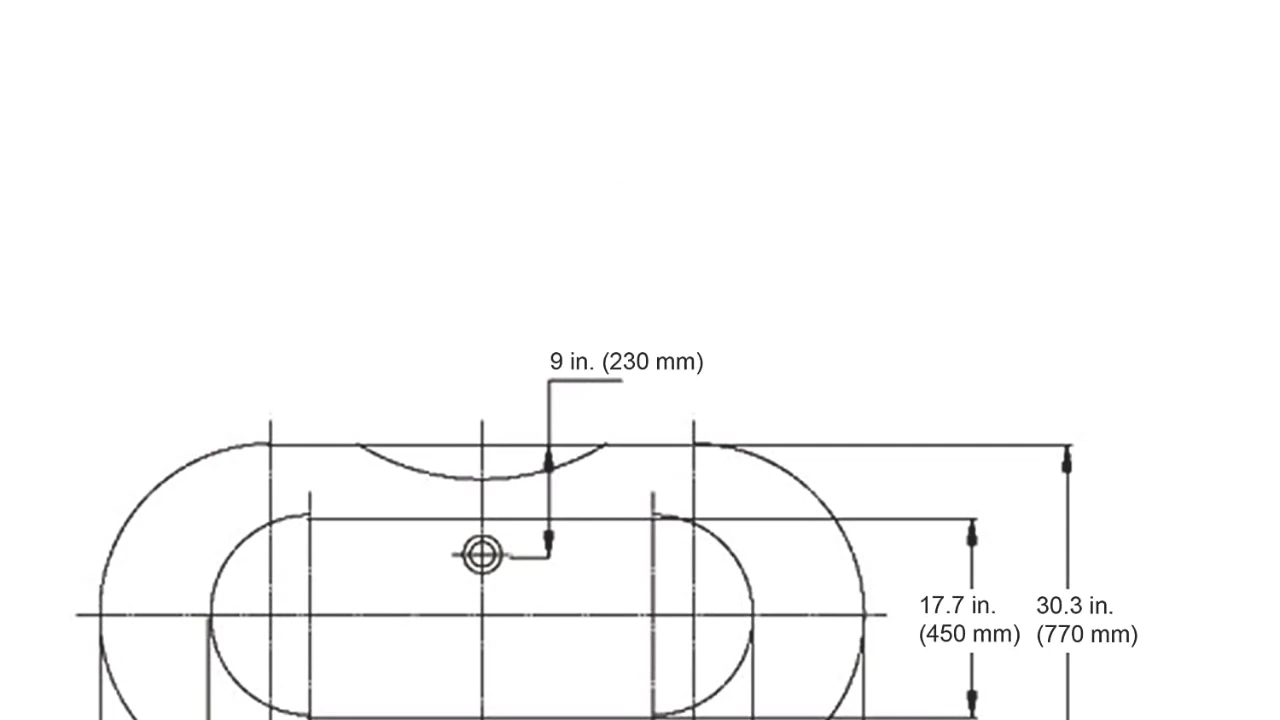 9 in. (230 mm)
17.7 in.
(450 mm)
30.3 in.
(770 mm)